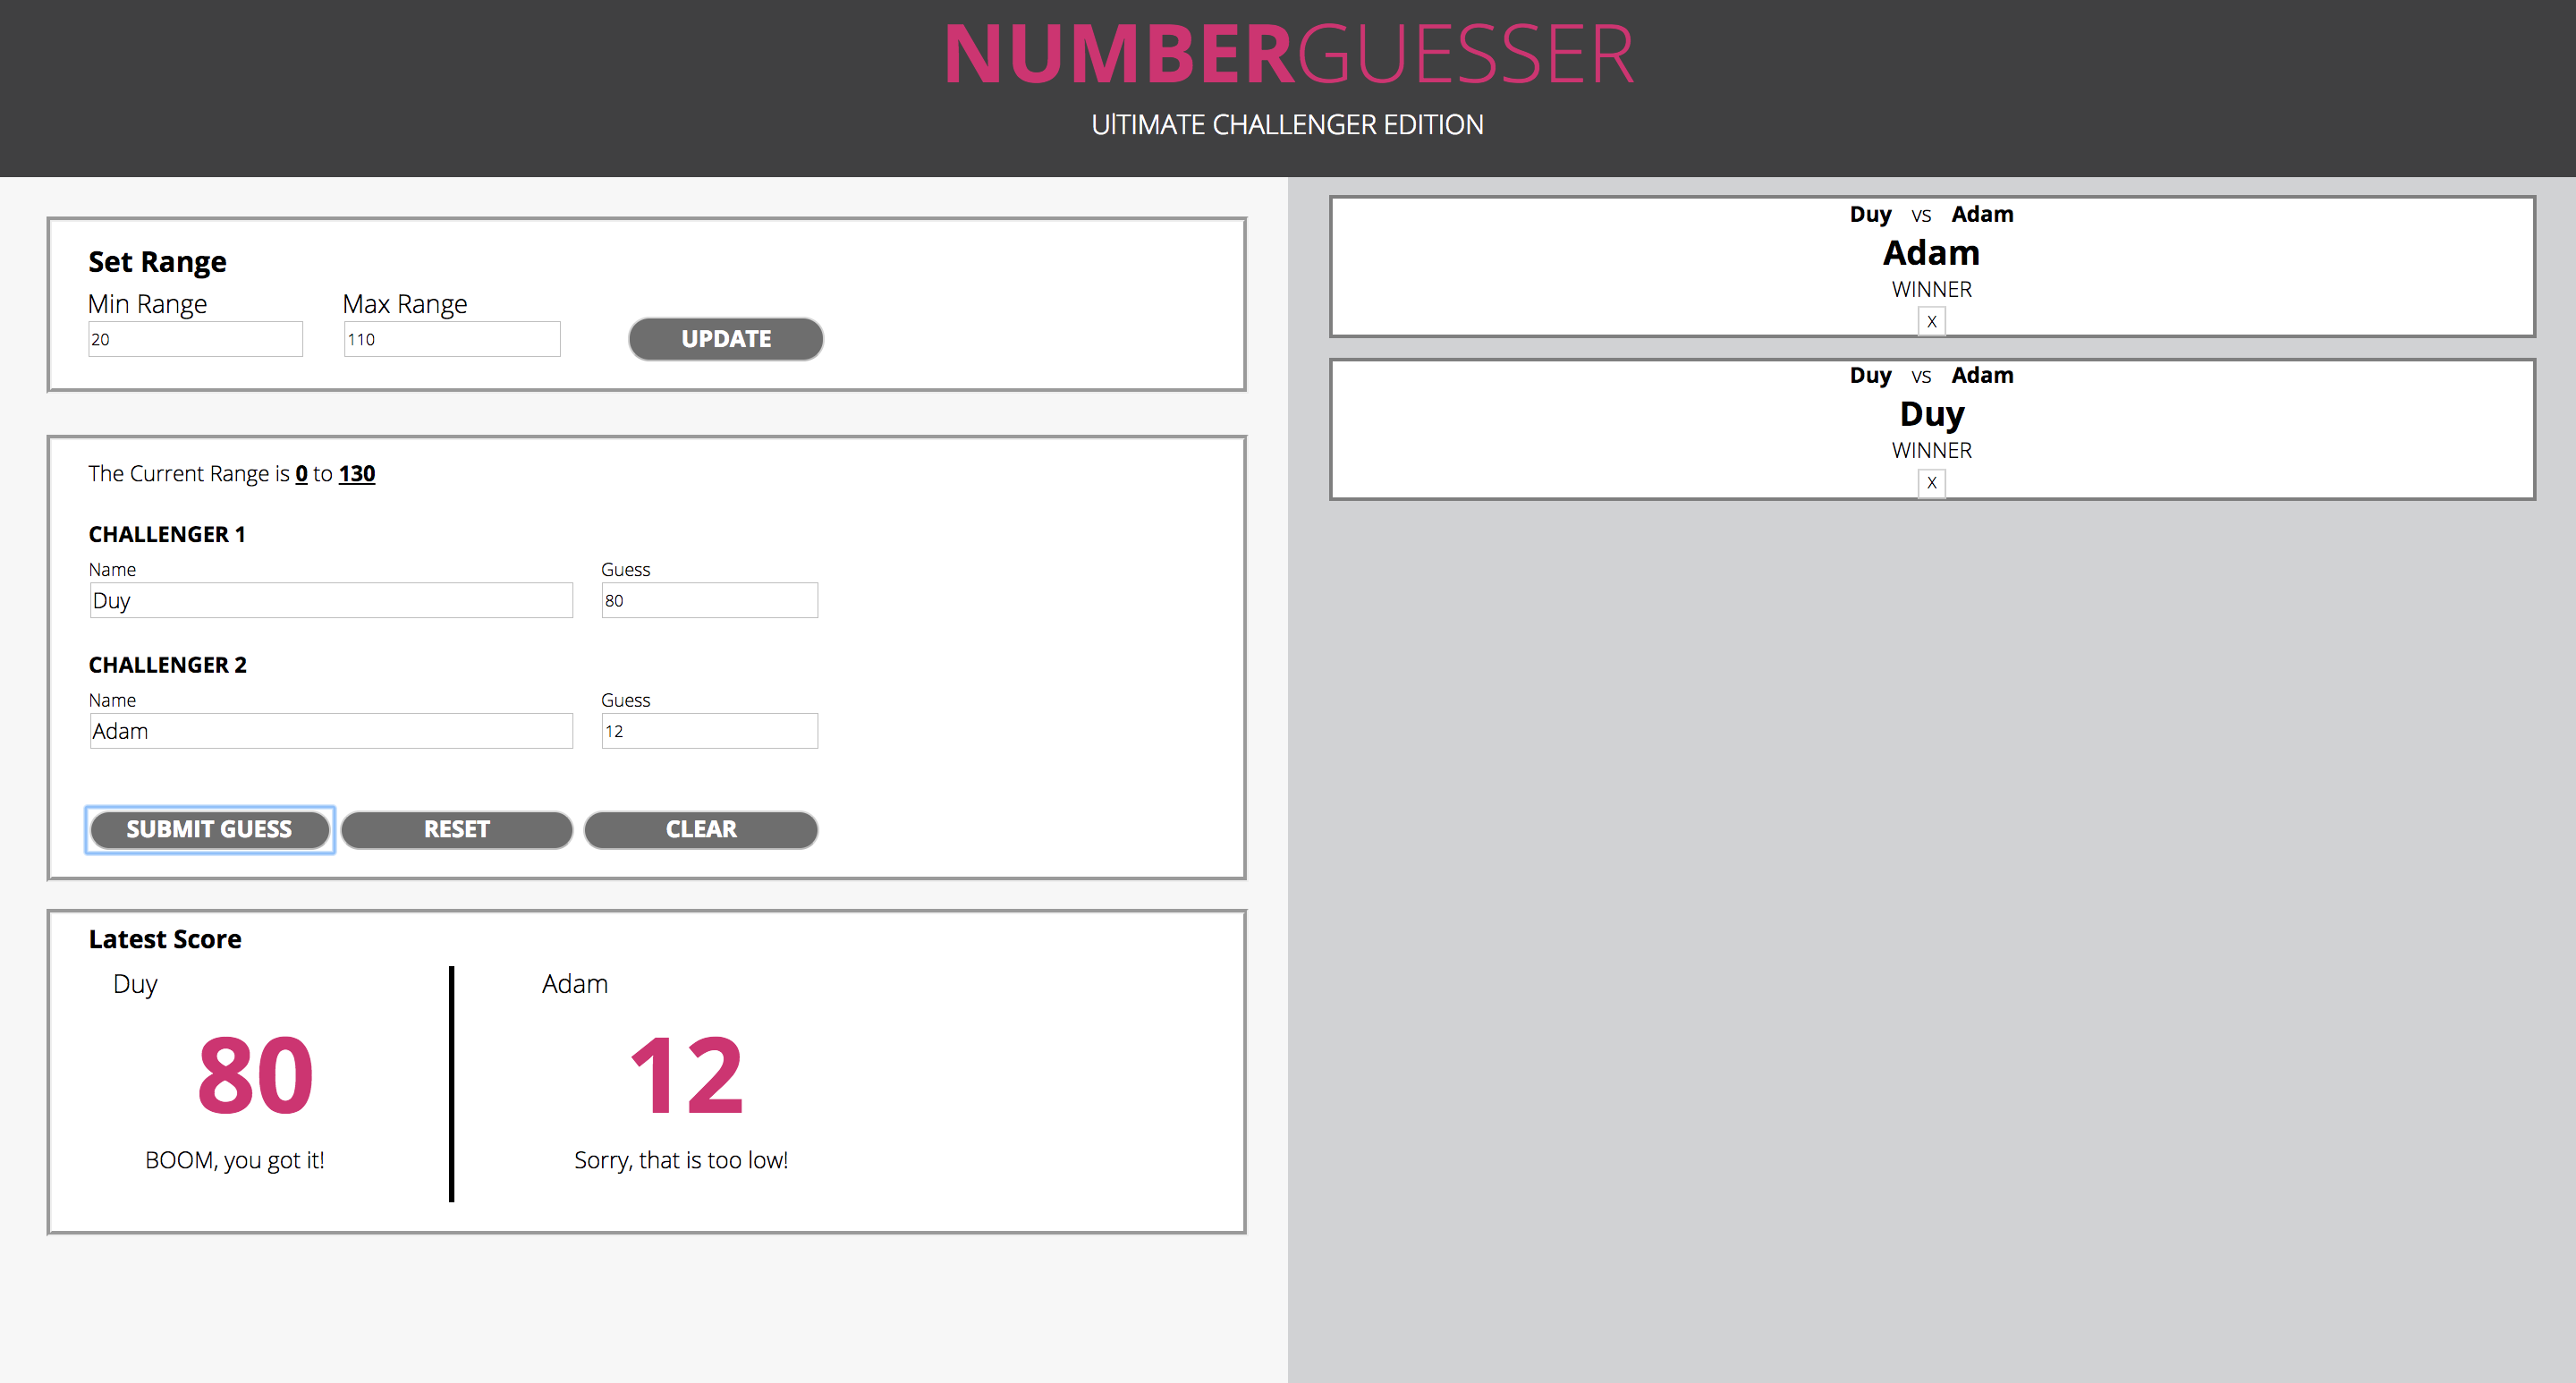 NUMBERGUESSER
UlTIMATE CHALLENGER EDITION
Set Range
Min Range Max Range
20 110 UPDATE
The Current Range is 0 to 130
CHALLENGER 1
Name Guess
Duy 80
CHALLENGER 2
Name Guess
Adam 12
SUBMIT GUESS RESET CLEAR
Latest Score
Duy Adam
80 12
BOOM, you got it! Sorry, that is too low!
Duy vs Adam
Adam
WINNER
X
Duy vs Adam
Duy
WINNER
X